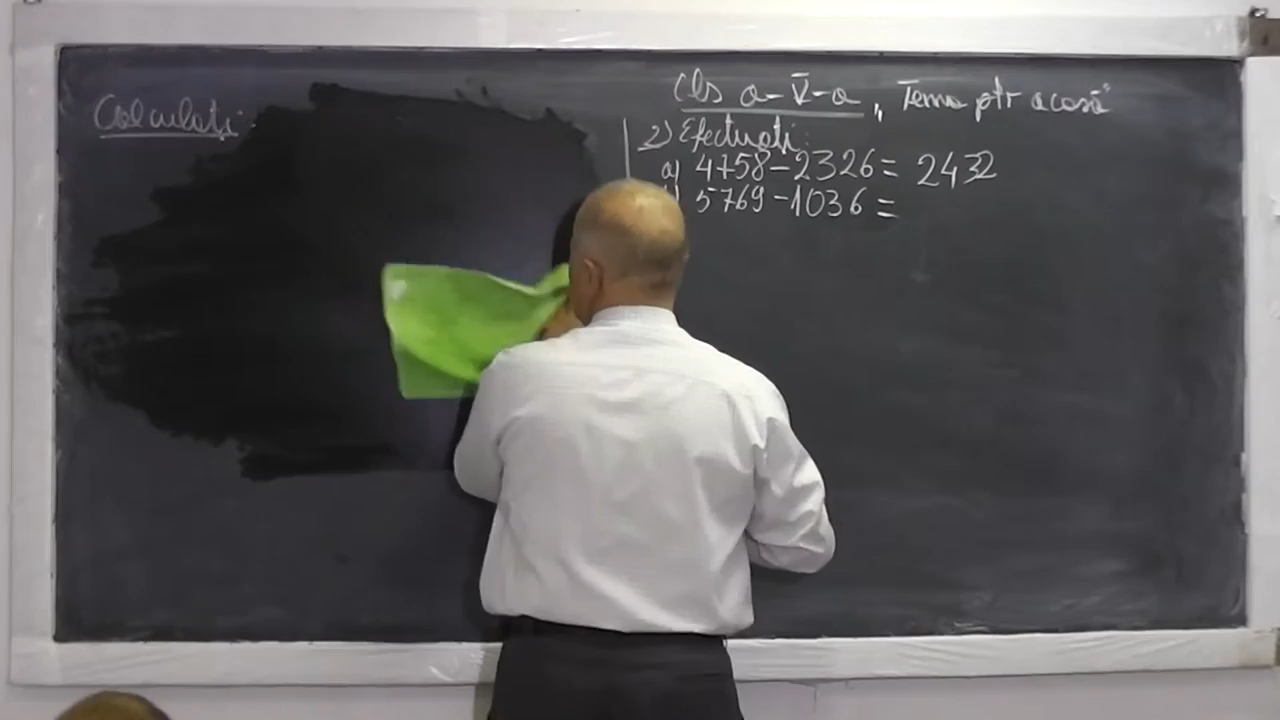 Calculați
Cls a-V-a „Tema ptr acasă"
2) Efectuați:
a) 4758-2326= 2432
5769-1036=